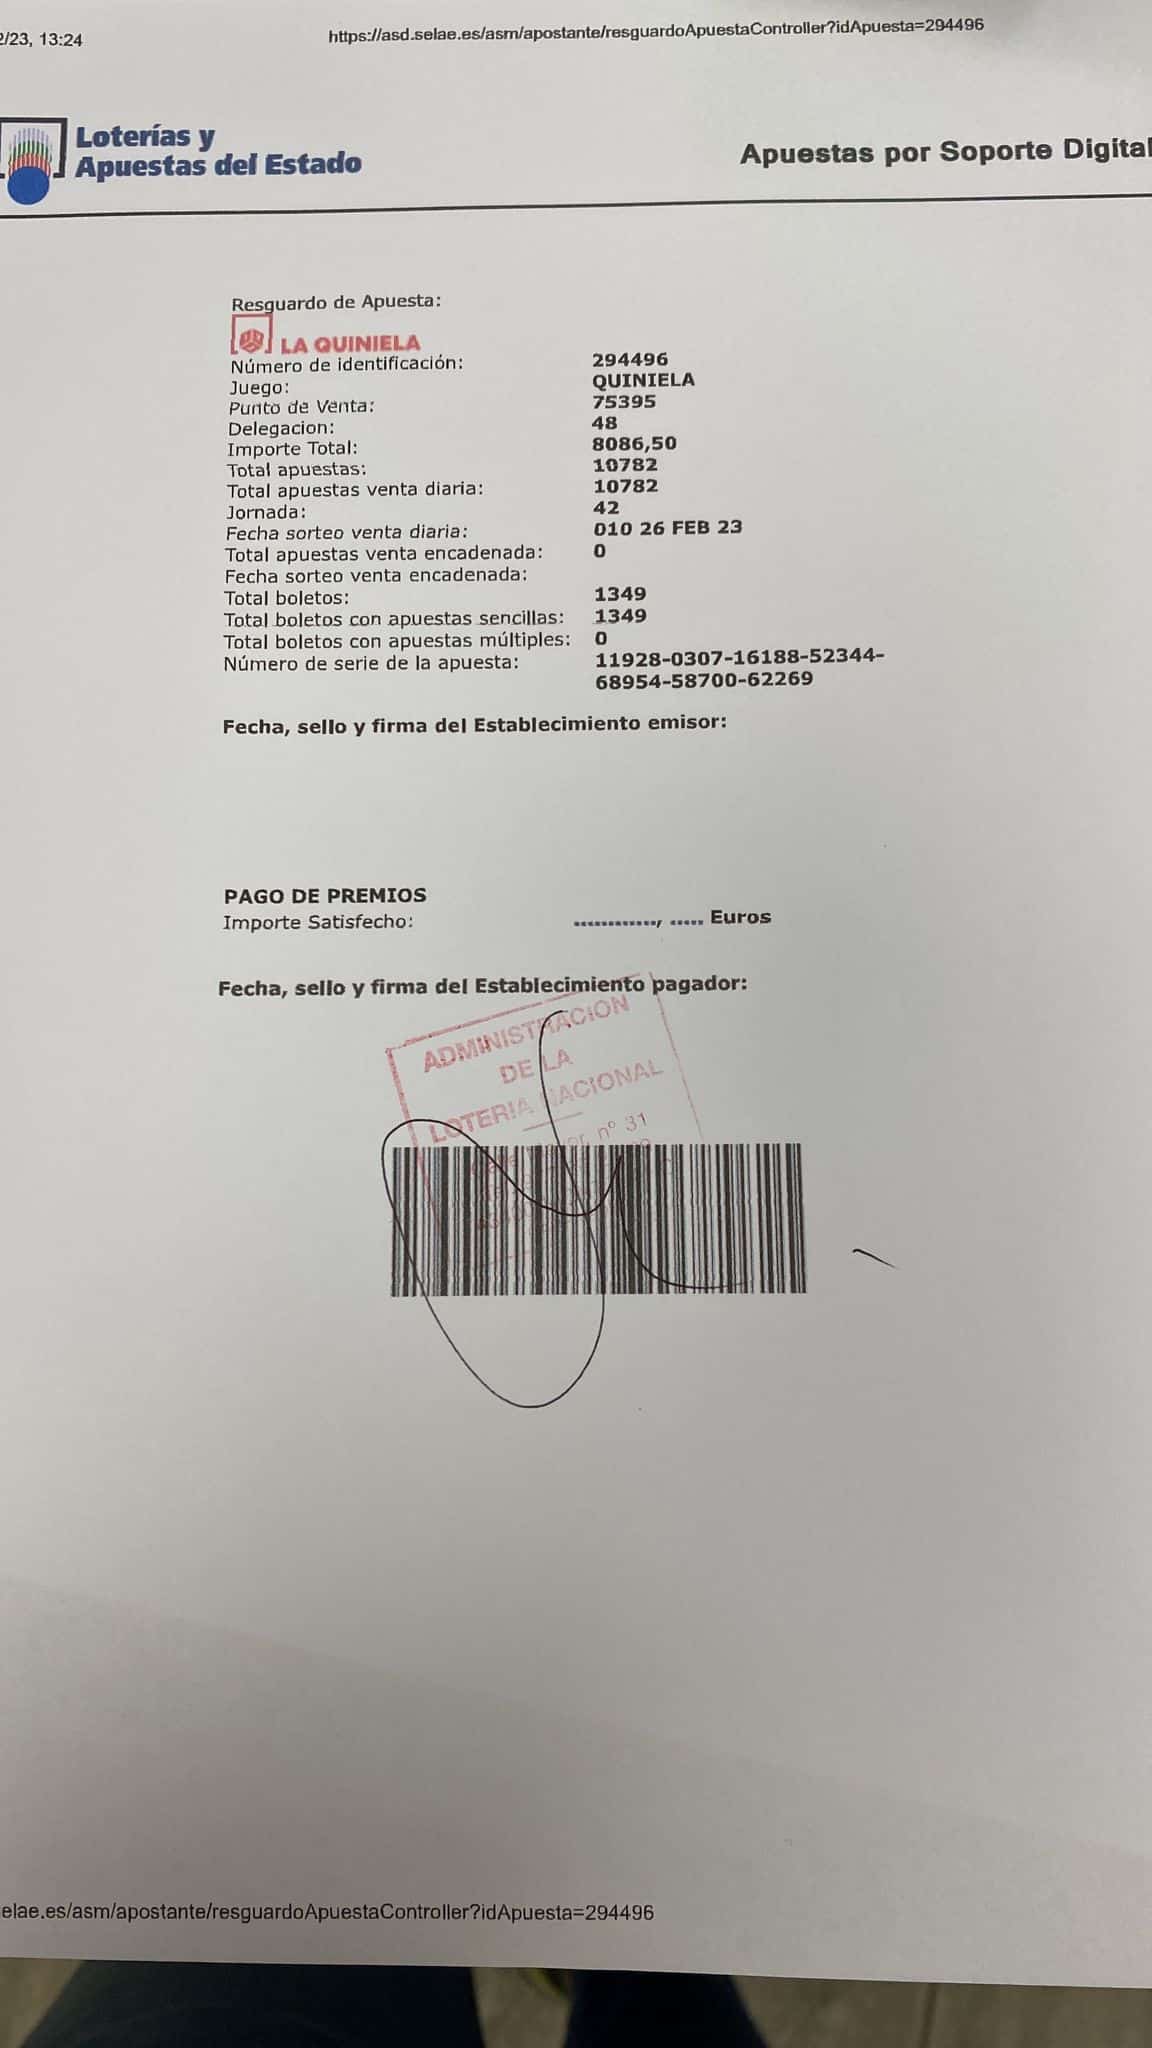 2/23, 13:24
https://asd.selae.es/asm/apostante/resguardoApuestaController?idApuesta=294496
Loterías y
Apuestas del Estado
Apuestas por Soporte Digital
Resguardo de Apuesta:
LA QUINIELA
Número de identificación: 294496
Juego: QUINIELA
Punto de Venta: 75395
Delegacion: 48
Importe Total: 8086,50
Total apuestas: 10782
Total apuestas venta diaria: 10782
Jornada: 42
Fecha sorteo venta diaria: 010 26 FEB 23
Total apuestas venta encadenada: 0
Fecha sorteo venta encadenada:
Total boletos: 1349
Total boletos con apuestas sencillas: 1349
Total boletos con apuestas múltiples: 0
Número de serie de la apuesta: 11928-0307-16188-52344-
68954-58700-62269
Fecha, sello y firma del Establecimiento emisor:
PAGO DE PREMIOS
Importe Satisfecho: ............, ..... Euros
Fecha, sello y firma del Establecimiento pagador:
ADMINISTRACION
DE LA
LOTERIA NACIONAL
nº 31
elae.es/asm/apostante/resguardoApuestaController?idApuesta=294496